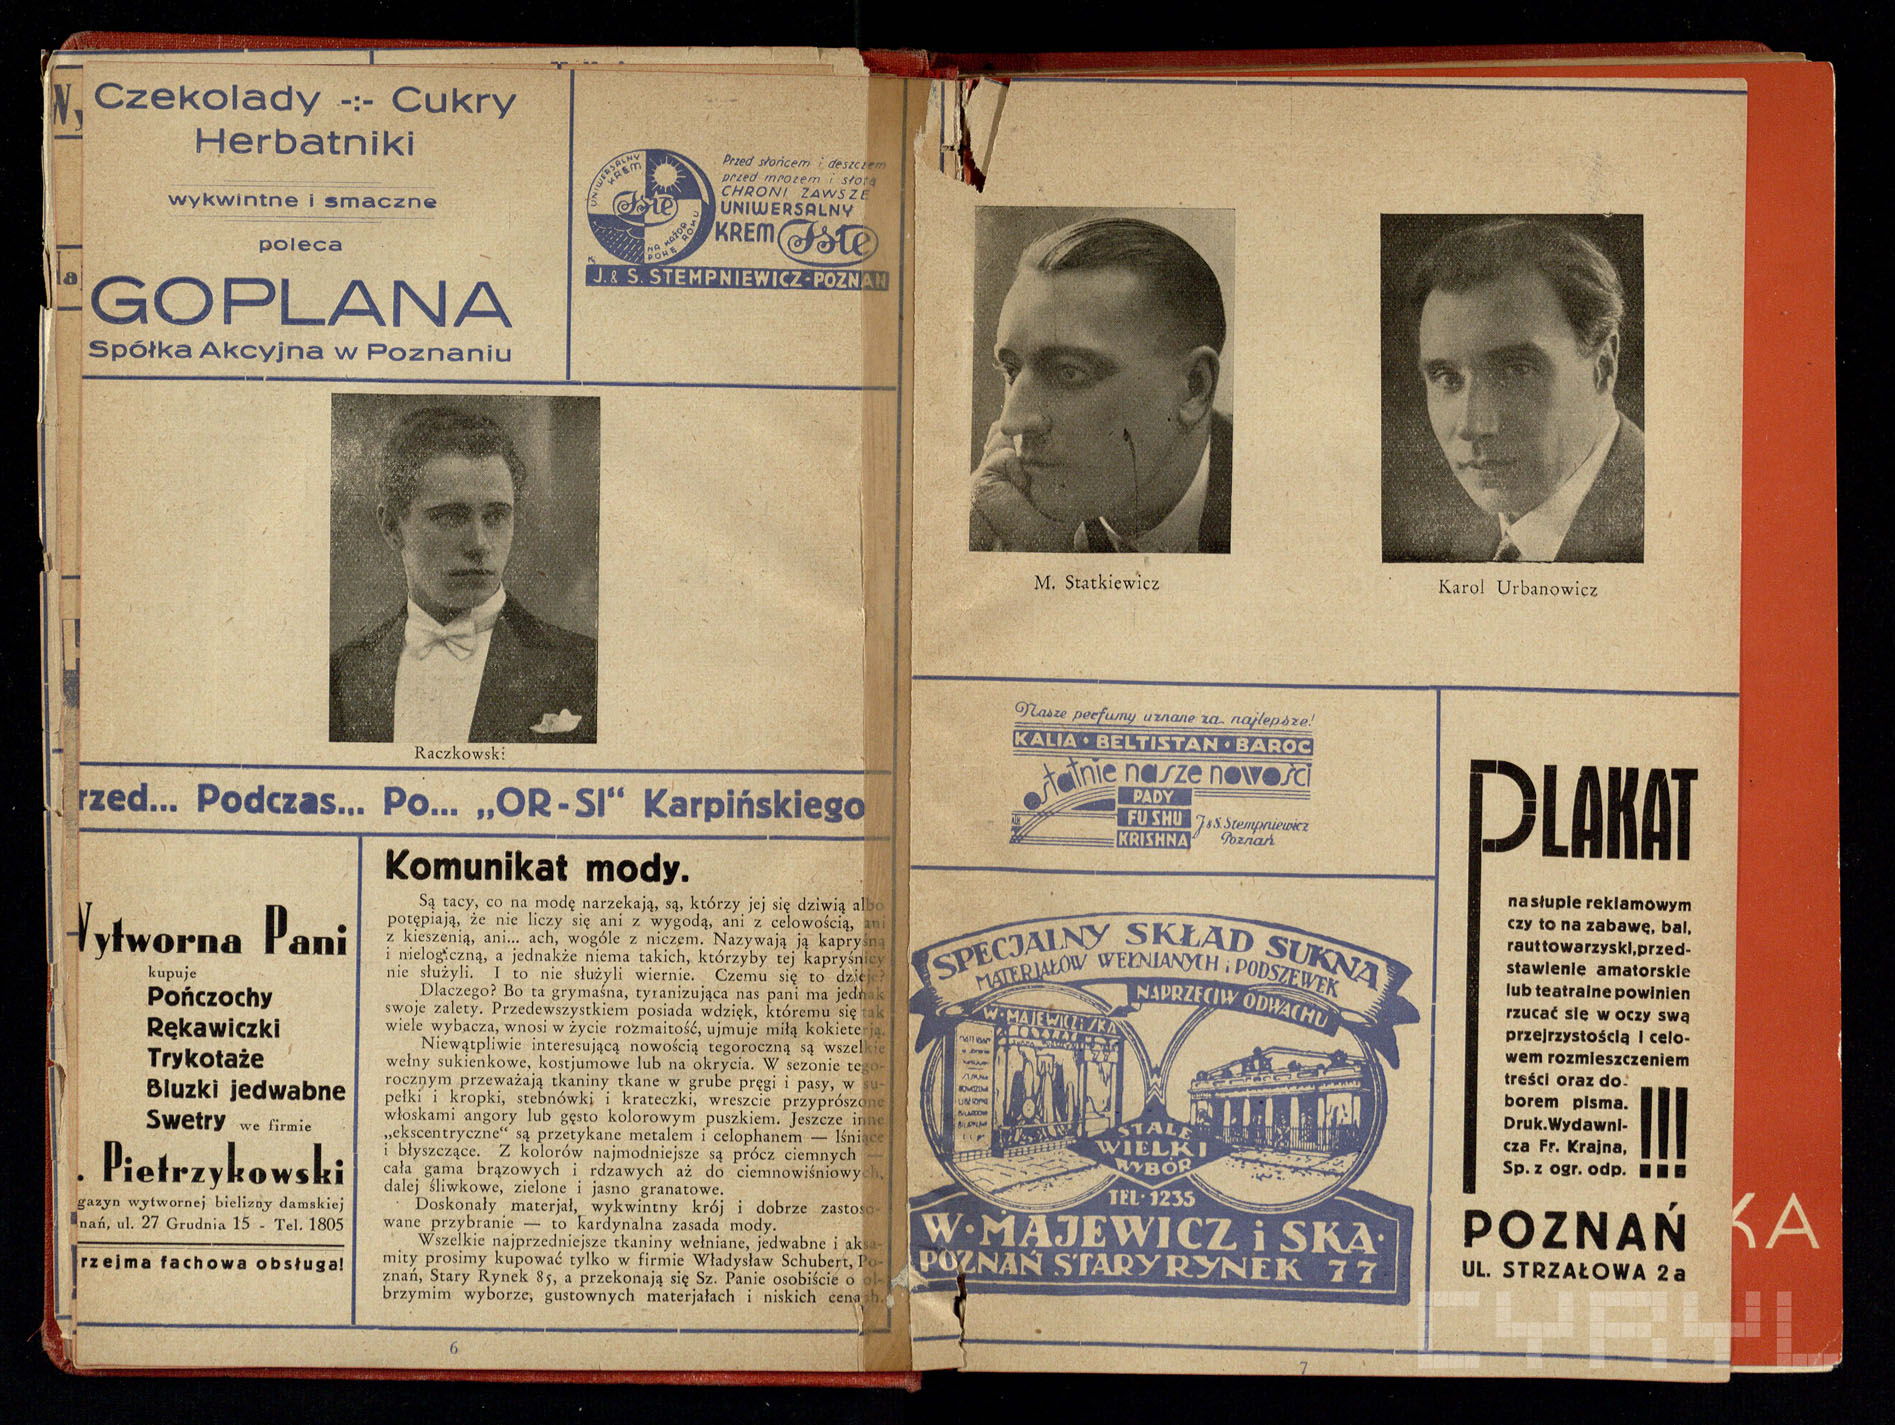 Czekolady -:- Cukry
Herbatniki
wykwintne i smaczne
poleca
GOPLANA
Spółka Akcyjna w Poznaniu
UNIWERSALNY
KREM
Iste
NA KAŻDĄ
PORĘ ROKU
Przed słońcem i deszczem
przed mrozem i słotą
CHRONI ZAWSZE
UNIWERSALNY
KREM Iste
J. & S. STEMPNIEWICZ - POZNAŃ
Raczkowski
rzed... Podczas... Po... „OR-SI" Karpińskiego
Wytworna Pani
kupuje
Pończochy
Rękawiczki
Trykotaże
Bluzki jedwabne
Swetry we firmie
. Pietrzykowski
gazyn wytwornej bielizny damskiej
nań, ul. 27 Grudnia 15 - Tel. 1805
rzejma fachowa obsługa!
Komunikat mody.
Są tacy, co na modę narzekają, są, którzy jej się dziwią albo
potępiają, że nie liczy się ani z wygodą, ani z celowością, ani
z kieszenią, ani... ach, wogóle z niczem. Nazywają ją kapryśną
i nielogiczną, a jednakże niema takich, którzyby tej kapryśnicy
nie służyli. I to nie służyli wiernie. Czemu się to dzieje?
Dlaczego? Bo ta grymaśna, tyranizująca nas pani ma jednak
swoje zalety. Przedewszystkiem posiada wdzięk, któremu się tak
wiele wybacza, wnosi w życie rozmaitość, ujmuje miłą kokieterją.
Niewątpliwie interesującą nowością tegoroczną są wszelkie
wełny sukienkowe, kostjumowe lub na okrycia. W sezonie tego-
rocznym przeważają tkaniny tkane w grube pręgi i pasy, w su-
pełki i kropki, stebnówki i krateczki, wreszcie przyprószone
włoskami angory lub gęsto kolorowym puszkiem. Jeszcze inne
„ekscentryczne" są przetykane metalem i celophanem — lśniące
i błyszczące. Z kolorów najmodniejsze są prócz ciemnych —
cała gama brązowych i rdzawych aż do ciemnowiśniowych,
dalej śliwkowe, zielone i jasno granatowe.
Doskonały materjał, wykwintny krój i dobrze zastoso-
wane przybranie — to kardynalna zasada mody.
Wszelkie najprzedniejsze tkaniny wełniane, jedwabne i aksa-
mity prosimy kupować tylko w firmie Władysław Schubert, Po-
znań, Stary Rynek 85, a przekonają się Sz. Panie osobiście o ol-
brzymim wyborze, gustownych materjałach i niskich cenach.
6
M. Statkiewicz
Karol Urbanowicz
Nasze perfumy uznane za najlepsze!
KALIA • BELTISTAN • BAROC
ostatnie nasze nowości
PADY
FU SHU
KRISHNA
J & S. Stempniewicz
Poznań
SPECJALNY SKŁAD SUKNA
MATERJAŁÓW WEŁNIANYCH i PODSZEWEK
NAPRZECIW ODWACHU
W • MAJEWICZ i SKA
STALE
WIELKI
WYBÓR
TEL • 1235
W • MAJEWICZ i SKA •
POZNAŃ STARY RYNEK 77
PLAKAT
na słupie reklamowym
czy to na zabawę, bal,
raut towarzyski, przed-
stawienie amatorskie
lub teatralne powinien
rzucać się w oczy swą
przejrzystością i celo-
wem rozmieszczeniem
treści oraz do-
borem pisma.
Druk. Wydawni-
cza Fr. Krajna,
Sp. z ogr. odp.
!!!
POZNAŃ
UL. STRZAŁOWA 2a
7
KA
CYRYL